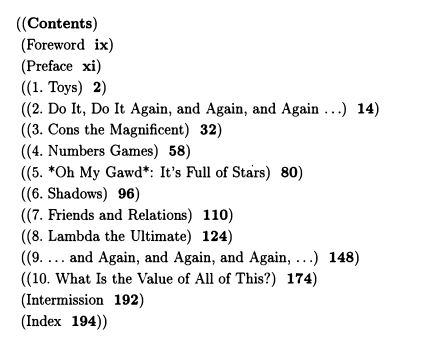 ((Contents)
(Foreword ix)
(Preface xi)
((1. Toys) 2)
((2. Do It, Do It Again, and Again, and Again ...) 14)
((3. Cons the Magnificent) 32)
((4. Numbers Games) 58)
((5. *Oh My Gawd*: It's Full of Stars) 80)
((6. Shadows) 96)
((7. Friends and Relations) 110)
((8. Lambda the Ultimate) 124)
((9. ... and Again, and Again, and Again, ...) 148)
((10. What Is the Value of All of This?) 174)
(Intermission 192)
(Index 194))